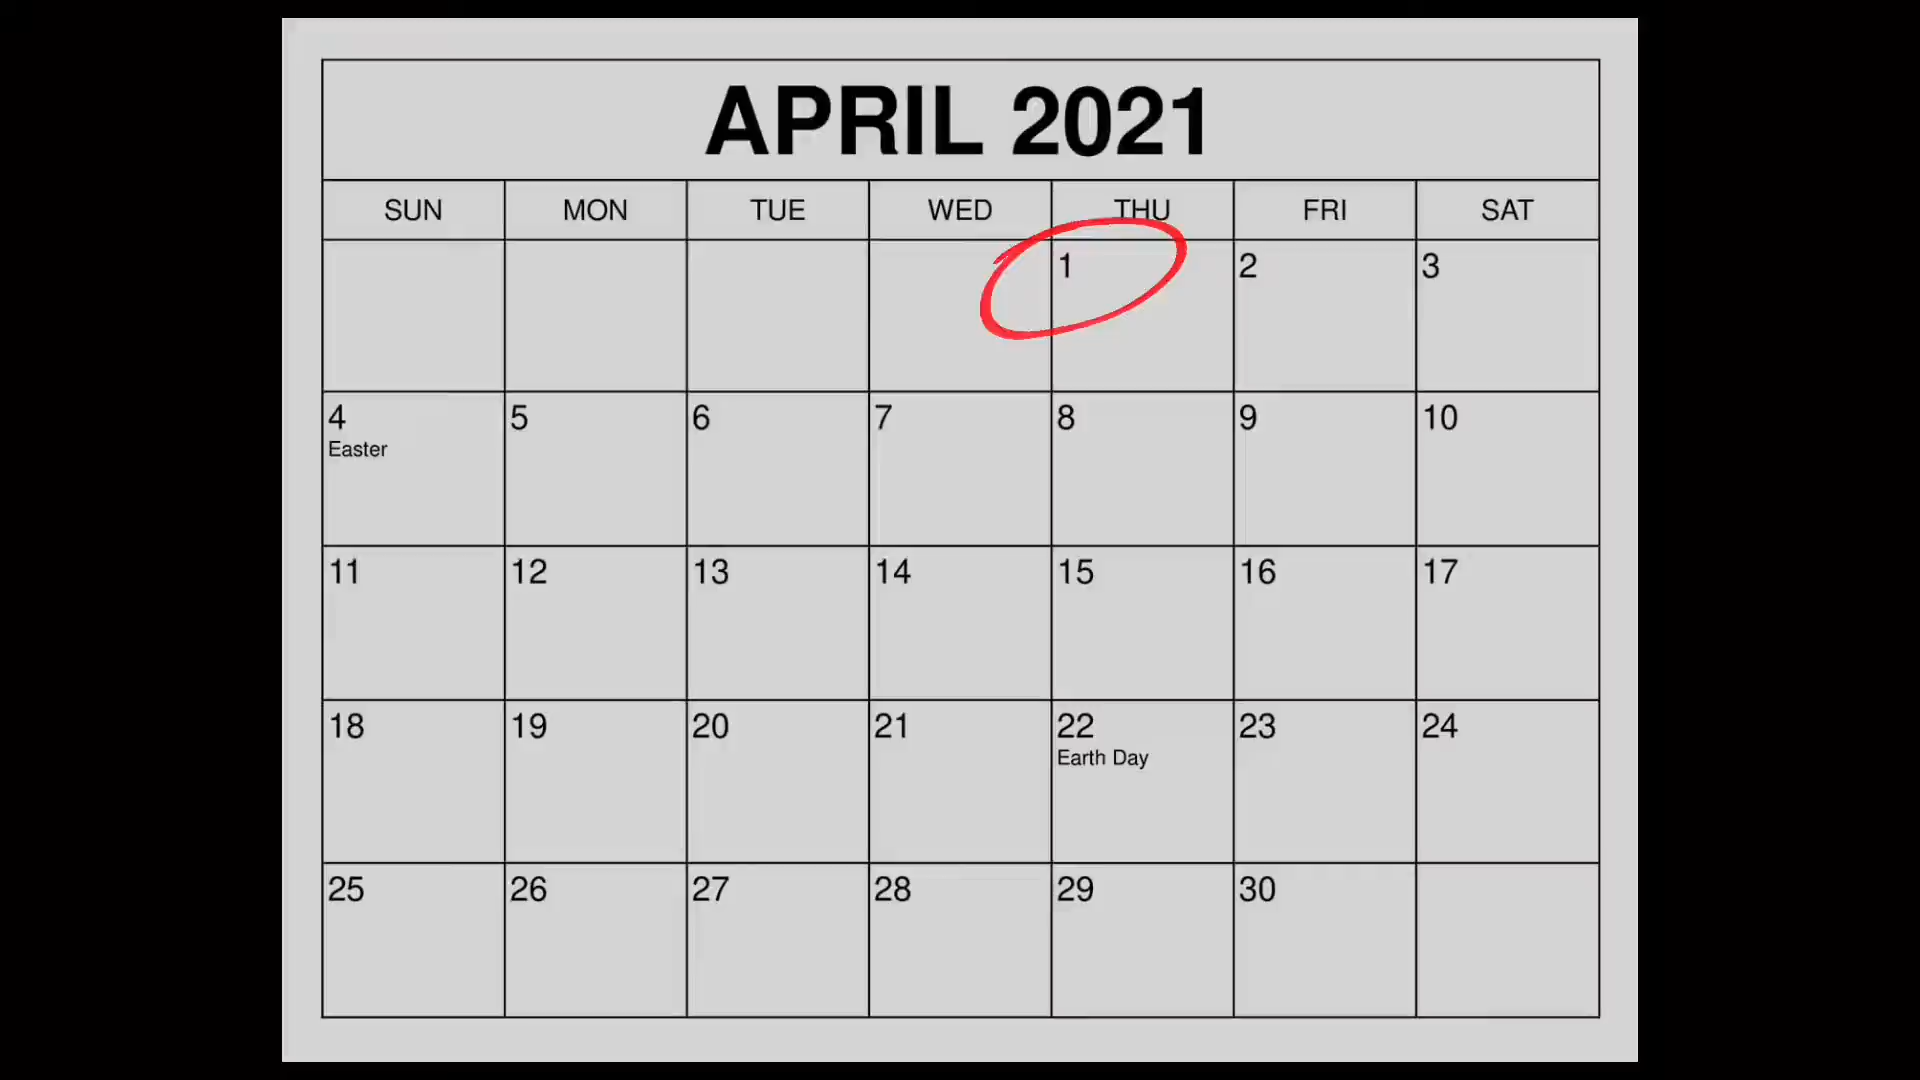 APRIL 2021
SUN MON TUE WED THU FRI SAT
1 2 3
4 5 6 7 8 9 10
Easter
11 12 13 14 15 16 17
18 19 20 21 22 23 24
Earth Day
25 26 27 28 29 30